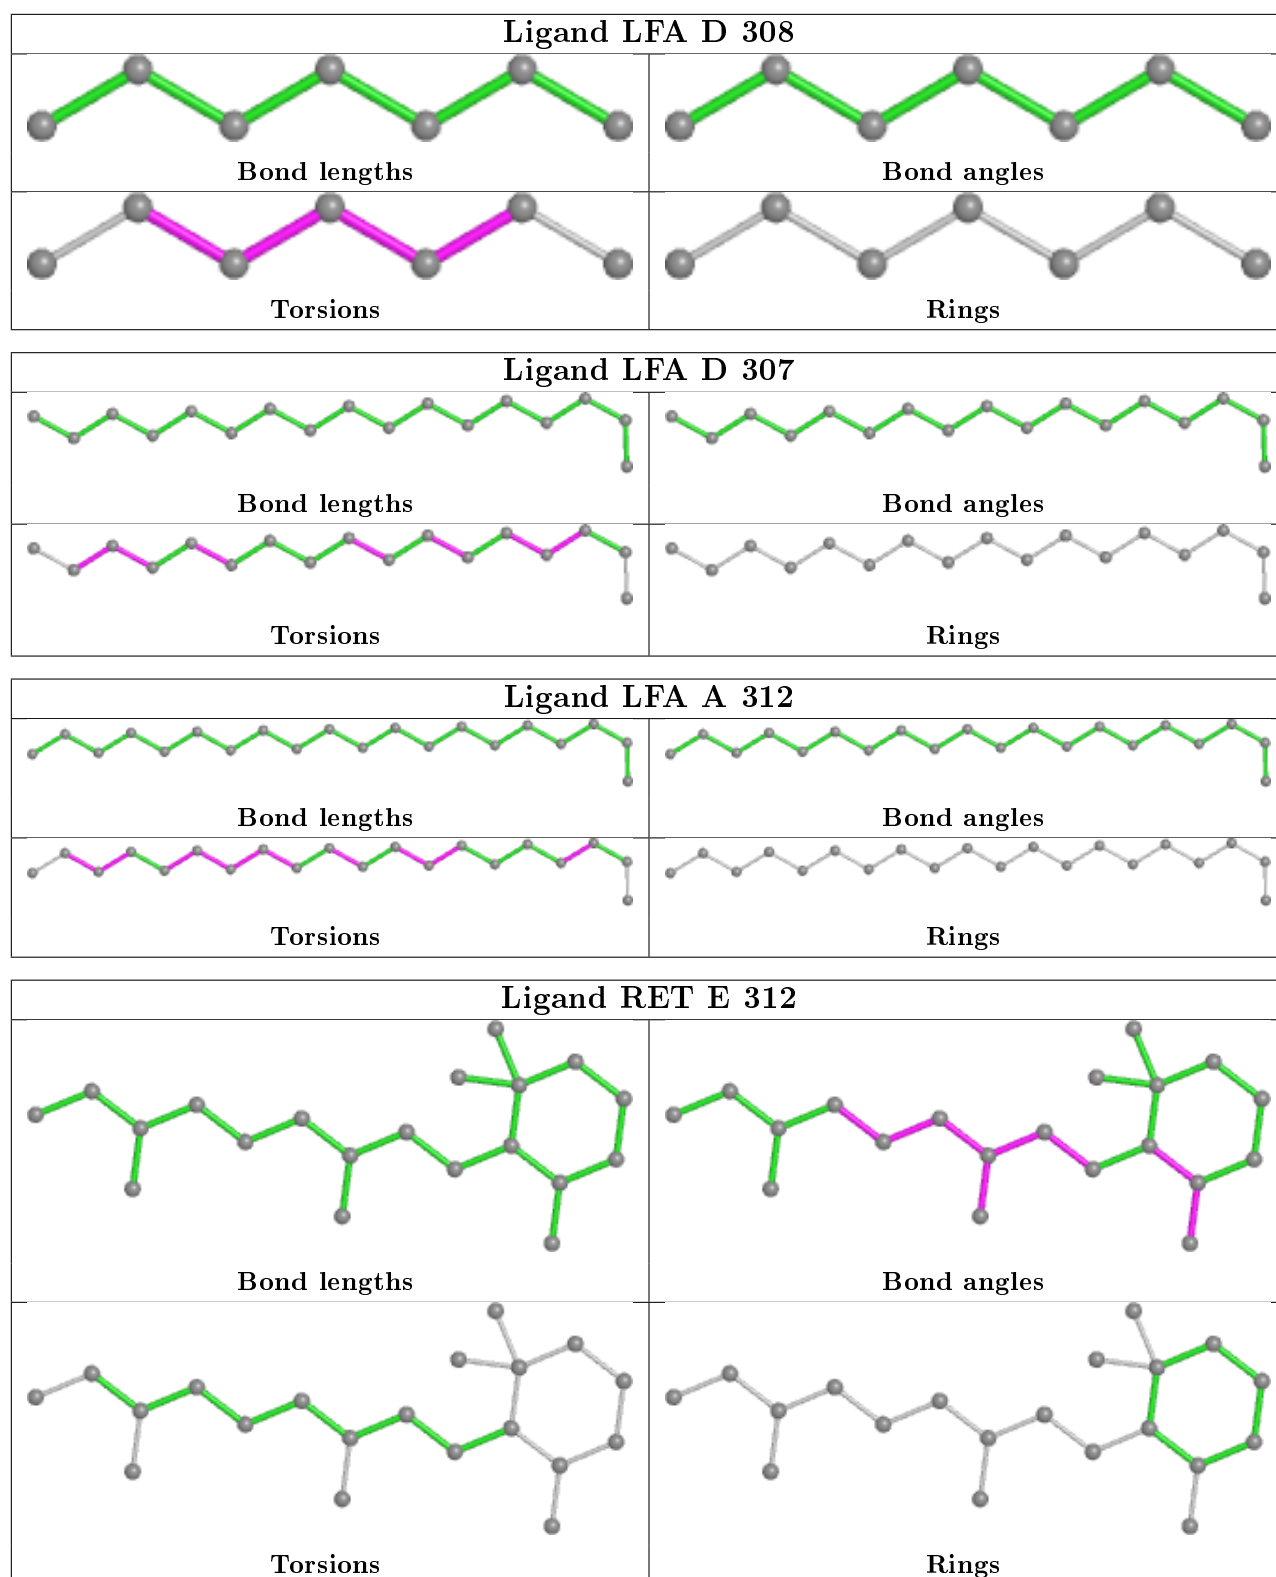 Ligand LFA D 308
Bond lengths
Bond angles
Torsions
Rings
Ligand LFA D 307
Bond lengths
Bond angles
Torsions
Rings
Ligand LFA A 312
Bond lengths
Bond angles
Torsions
Rings
Ligand RET E 312
Bond lengths
Bond angles
Torsions
Rings